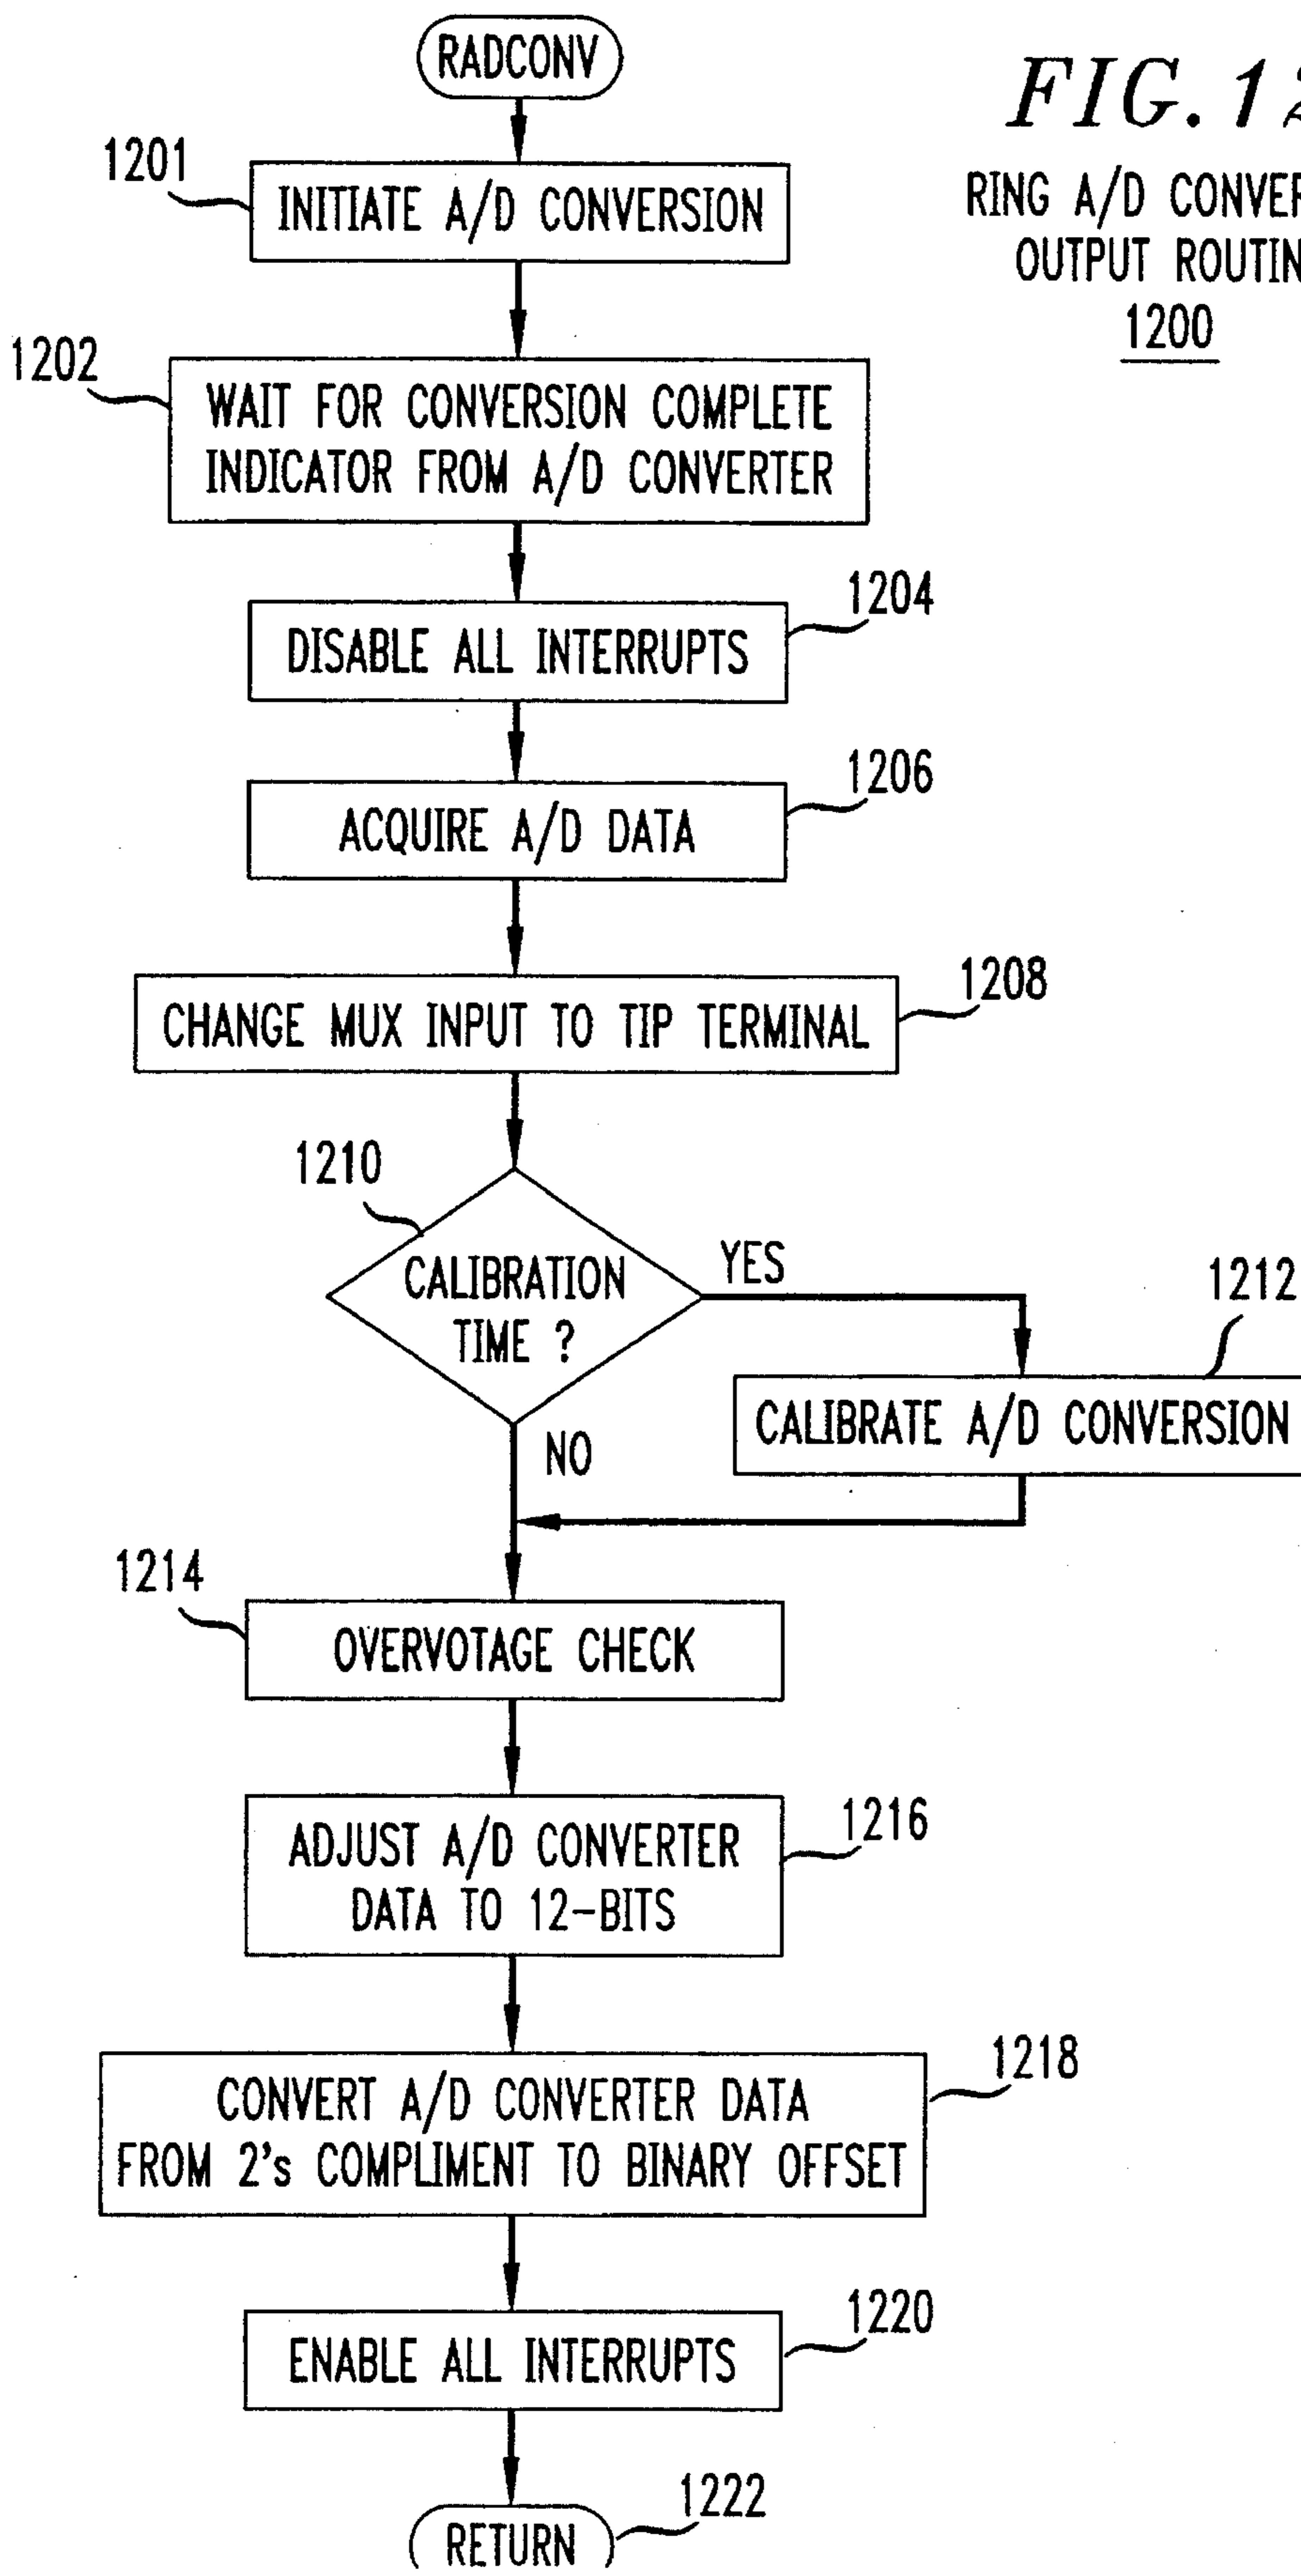 RADCONV
FIG. 12
RING A/D CONVER
OUTPUT ROUTIN
1200
1201
INITIATE A/D CONVERSION
1202
WAIT FOR CONVERSION COMPLETE
INDICATOR FROM A/D CONVERTER
1204
DISABLE ALL INTERRUPTS
1206
ACQUIRE A/D DATA
1208
CHANGE MUX INPUT TO TIP TERMINAL
1210
CALIBRATION
TIME ?
YES
NO
1212
CALIBRATE A/D CONVERSION
1214
OVERVOTAGE CHECK
1216
ADJUST A/D CONVERTER
DATA TO 12-BITS
1218
CONVERT A/D CONVERTER DATA
FROM 2's COMPLIMENT TO BINARY OFFSET
1220
ENABLE ALL INTERRUPTS
1222
RETURN